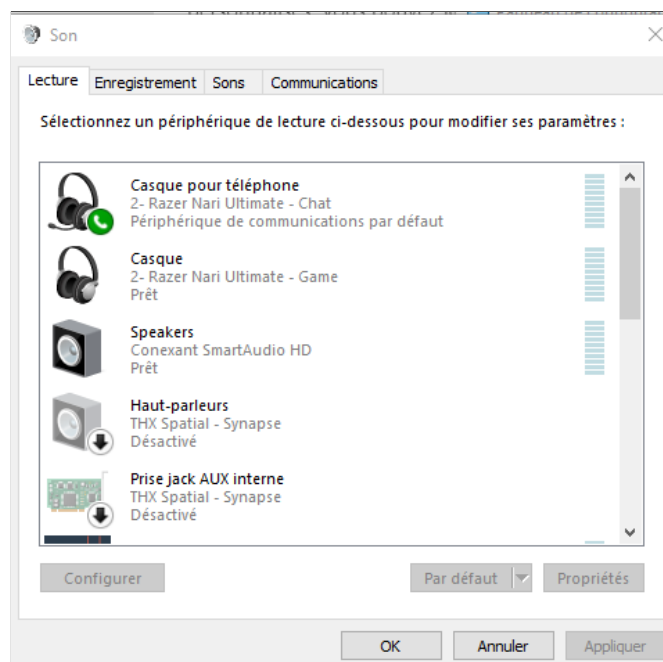 Son
Lecture Enregistrement Sons Communications
Sélectionnez un périphérique de lecture ci-dessous pour modifier ses paramètres :
Casque pour téléphone
2- Razer Nari Ultimate - Chat
Périphérique de communications par défaut
Casque
2- Razer Nari Ultimate - Game
Prêt
Speakers
Conexant SmartAudio HD
Prêt
Haut-parleurs
THX Spatial - Synapse
Désactivé
Prise jack AUX interne
THX Spatial - Synapse
Désactivé
Configurer Par défaut Propriétés
OK Annuler Appliquer